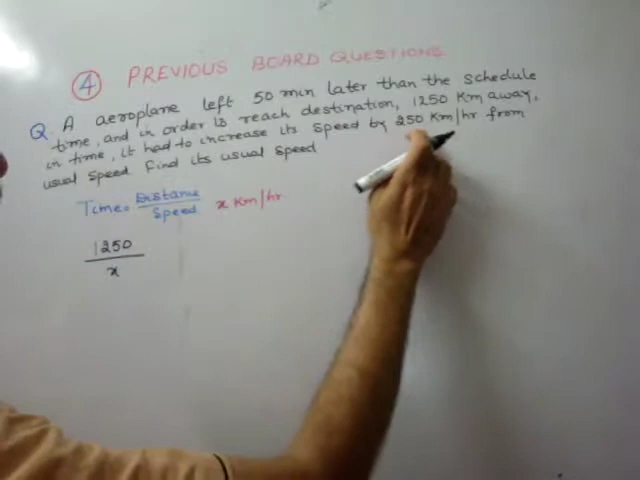 4 PREVIOUS BOARD QUESTIONS
Q. A aeroplane left 50 min later than the schedule
time, and in order to reach destination, 1250 Km away,
in time, it had to increase its speed by 250 Km/hr from
usual speed find its usual speed
Time = Distance/Speed x Km/hr
1250
x